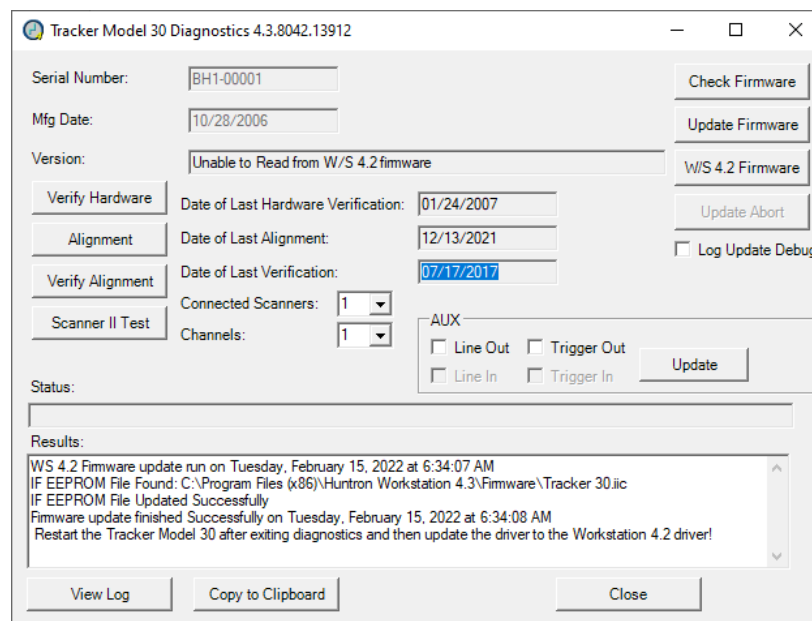 Tracker Model 30 Diagnostics 4.3.8042.13912
Serial Number: BH1-00001
Check Firmware
Mfg Date: 10/28/2006
Update Firmware
Version: Unable to Read from W/S 4.2 firmware
W/S 4.2 Firmware
Verify Hardware
Date of Last Hardware Verification: 01/24/2007
Update Abort
Alignment
Date of Last Alignment: 12/13/2021
Log Update Debug
Verify Alignment
Date of Last Verification: 07/17/2017
Connected Scanners: 1
Scanner II Test
Channels: 1
AUX
Line Out Trigger Out
Line In Trigger In
Update
Status:
Results:
WS 4.2 Firmware update run on Tuesday, February 15, 2022 at 6:34:07 AM
IF EEPROM File Found: C:\Program Files (x86)\Huntron Workstation 4.3\Firmware\Tracker 30.iic
IF EEPROM File Updated Successfully
Firmware update finished Successfully on Tuesday, February 15, 2022 at 6:34:08 AM
Restart the Tracker Model 30 after exiting diagnostics and then update the driver to the Workstation 4.2 driver!
View Log
Copy to Clipboard
Close